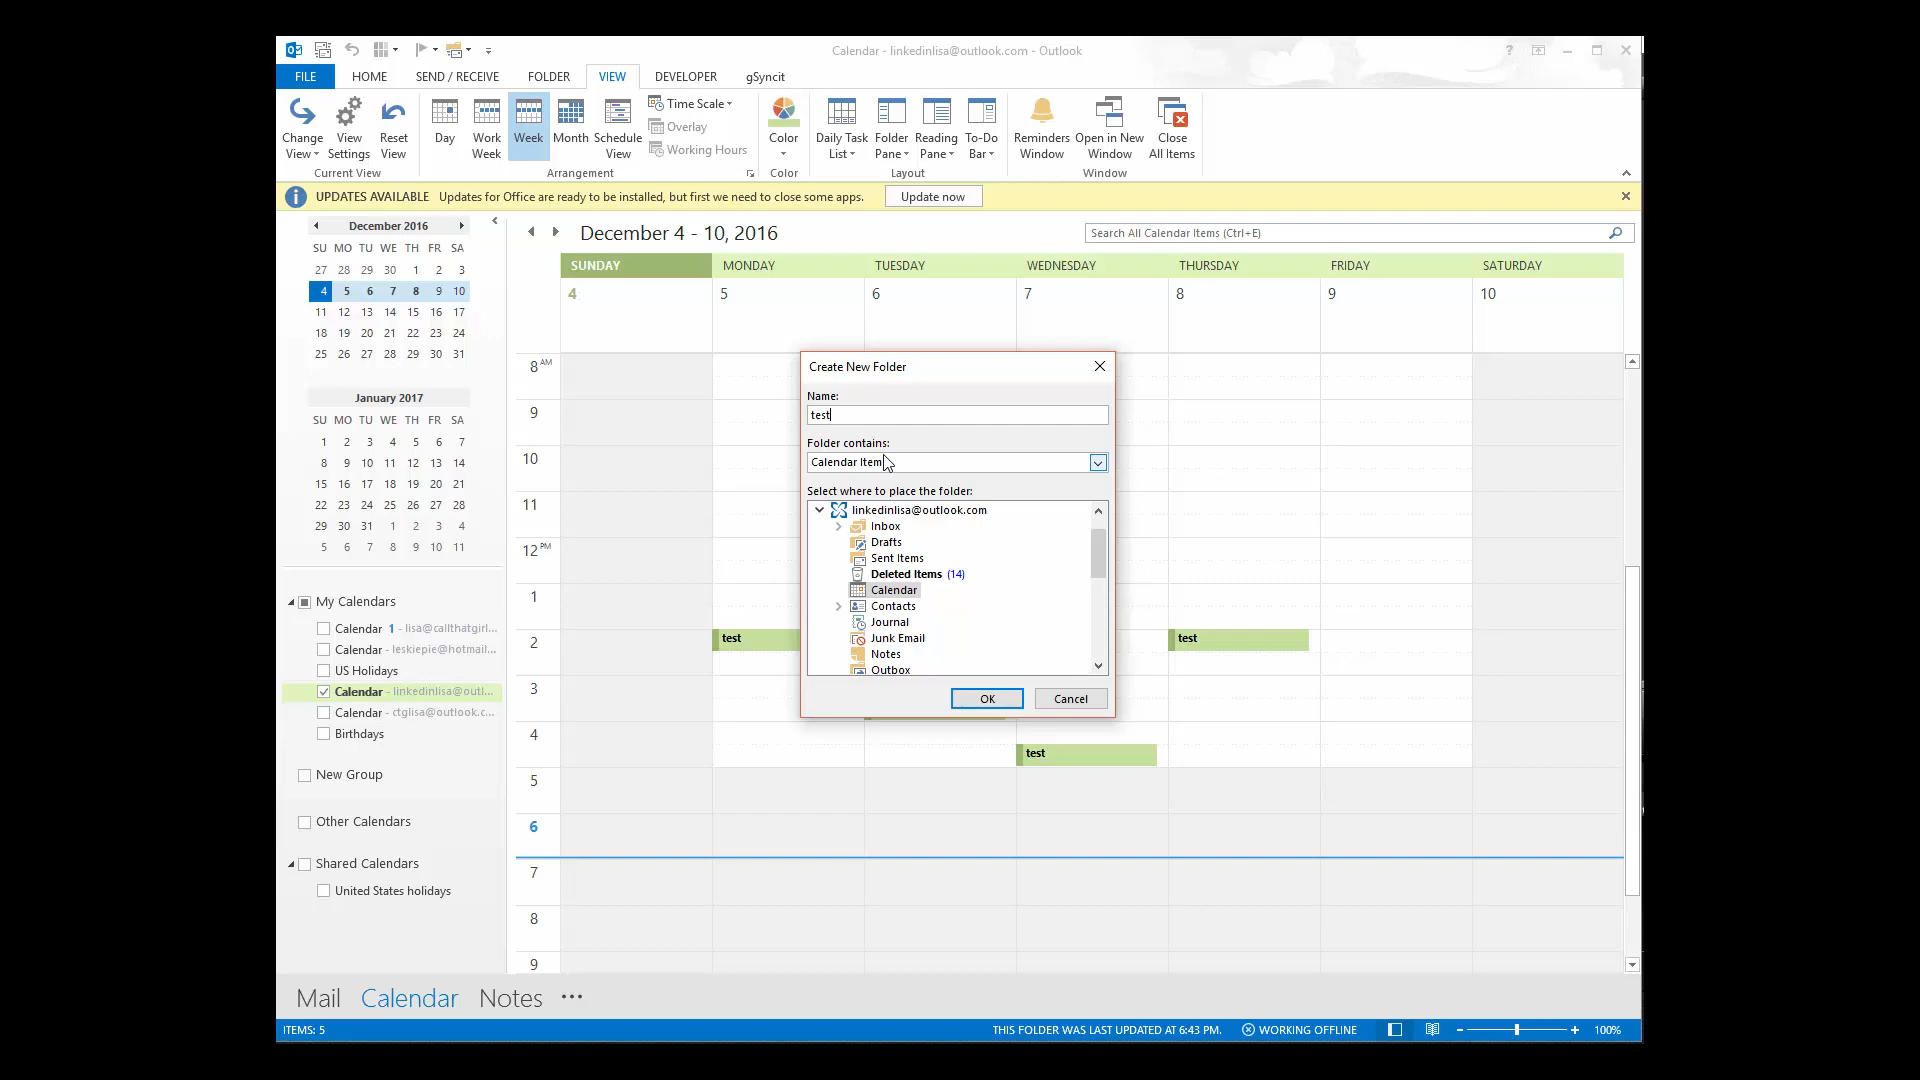 Calendar - linkedinlisa@outlook.com - Outlook
?
FILE HOME SEND / RECEIVE FOLDER VIEW DEVELOPER gSyncit
Change View
View Settings
Reset View
Day
Work Week
Week
Month
Schedule View
Time Scale
Overlay
Working Hours
Color
Daily Task List
Folder Pane
Reading Pane
To-Do Bar
Reminders Window
Open in New Window
Close All Items
Current View Arrangement Color Layout Window
UPDATES AVAILABLE Updates for Office are ready to be installed, but first we need to close some apps. Update now
December 2016
SU MO TU WE TH FR SA
27 28 29 30 1 2 3
4 5 6 7 8 9 10
11 12 13 14 15 16 17
18 19 20 21 22 23 24
25 26 27 28 29 30 31
January 2017
SU MO TU WE TH FR SA
1 2 3 4 5 6 7
8 9 10 11 12 13 14
15 16 17 18 19 20 21
22 23 24 25 26 27 28
29 30 31 1 2 3 4
5 6 7 8 9 10 11
My Calendars
Calendar 1 - lisa@callthatgirl...
Calendar - leskiepie@hotmail...
US Holidays
Calendar - linkedinlisa@outl...
Calendar - ctglisa@outlook.c...
Birthdays
New Group
Other Calendars
Shared Calendars
United States holidays
December 4 - 10, 2016
Search All Calendar Items (Ctrl+E)
SUNDAY MONDAY TUESDAY WEDNESDAY THURSDAY FRIDAY SATURDAY
4 5 6 7 8 9 10
8 AM
9
10
11
12 PM
1
2
3
4
5
6
7
8
9
test
test
test
Create New Folder
Name:
test
Folder contains:
Calendar Item
Select where to place the folder:
linkedinlisa@outlook.com
Inbox
Drafts
Sent Items
Deleted Items (14)
Calendar
Contacts
Journal
Junk Email
Notes
Outbox
OK Cancel
Mail Calendar Notes •••
ITEMS: 5 THIS FOLDER WAS LAST UPDATED AT 6:43 PM. WORKING OFFLINE 100%